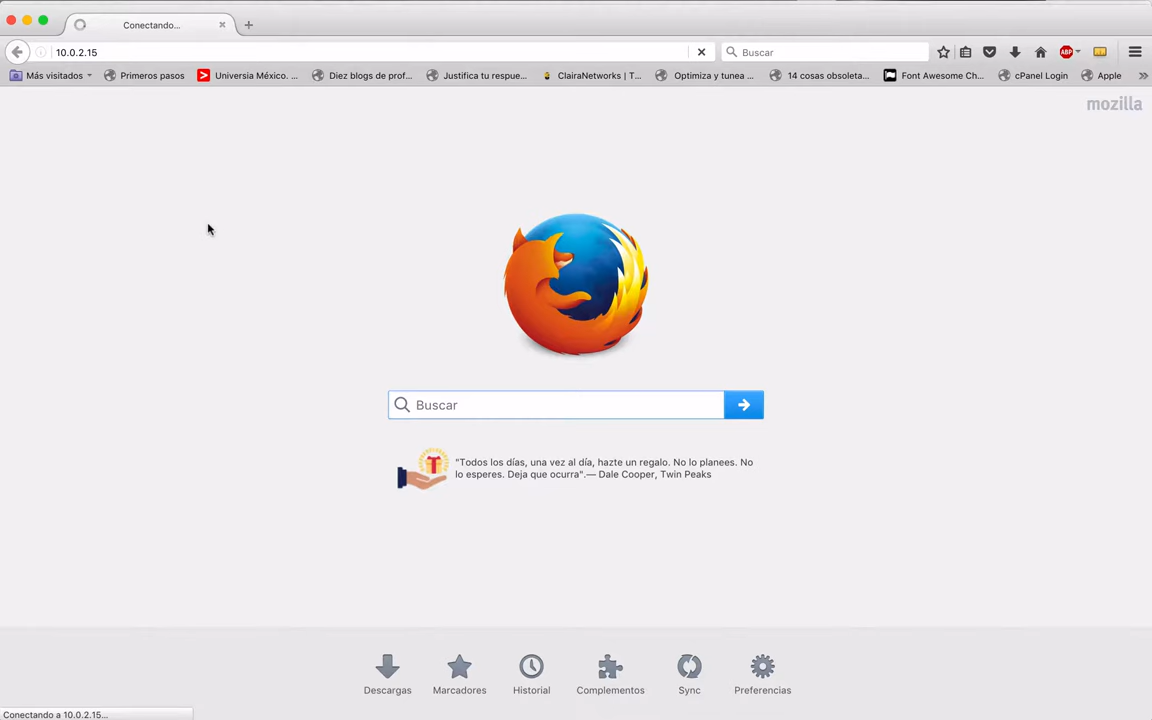 Conectando...
10.0.2.15
Buscar
Más visitados
Primeros pasos
Universia México. ...
Diez blogs de prof...
Justifica tu respue...
ClairaNetworks | T...
Optimiza y tunea ...
14 cosas obsoleta...
Font Awesome Ch...
cPanel Login
Apple
mozilla
Buscar
"Todos los días, una vez al día, hazte un regalo. No lo planees. No
lo esperes. Deja que ocurra".— Dale Cooper, Twin Peaks
Descargas
Marcadores
Historial
Complementos
Sync
Preferencias
Conectando a 10.0.2.15...
ABP